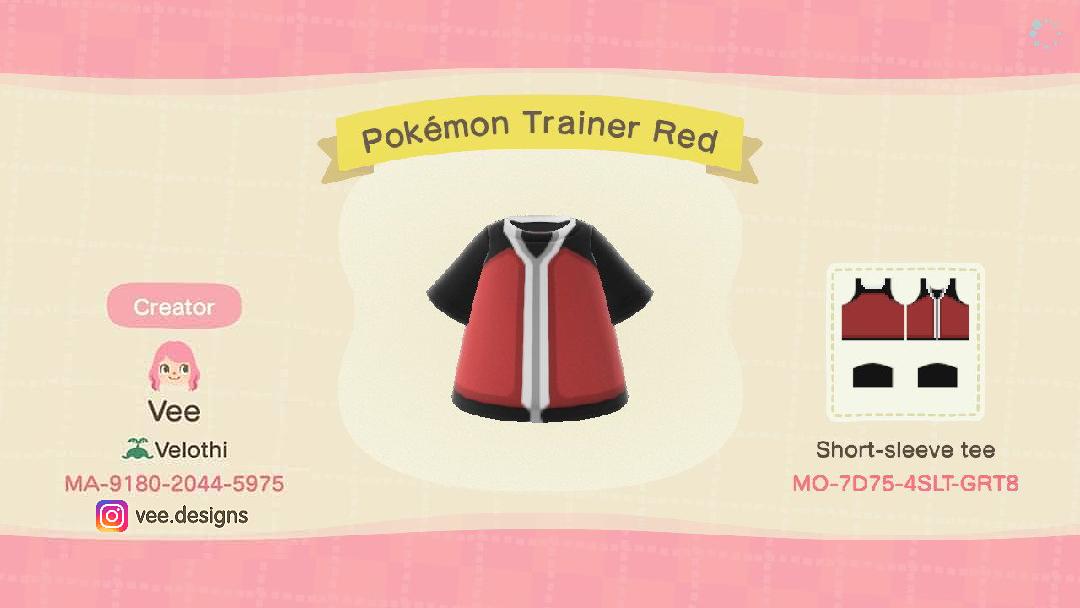 Pokémon Trainer Red
Creator
Vee
Velothi
MA-9180-2044-5975
vee.designs
Short-sleeve tee
MO-7D75-4SLT-GRT8